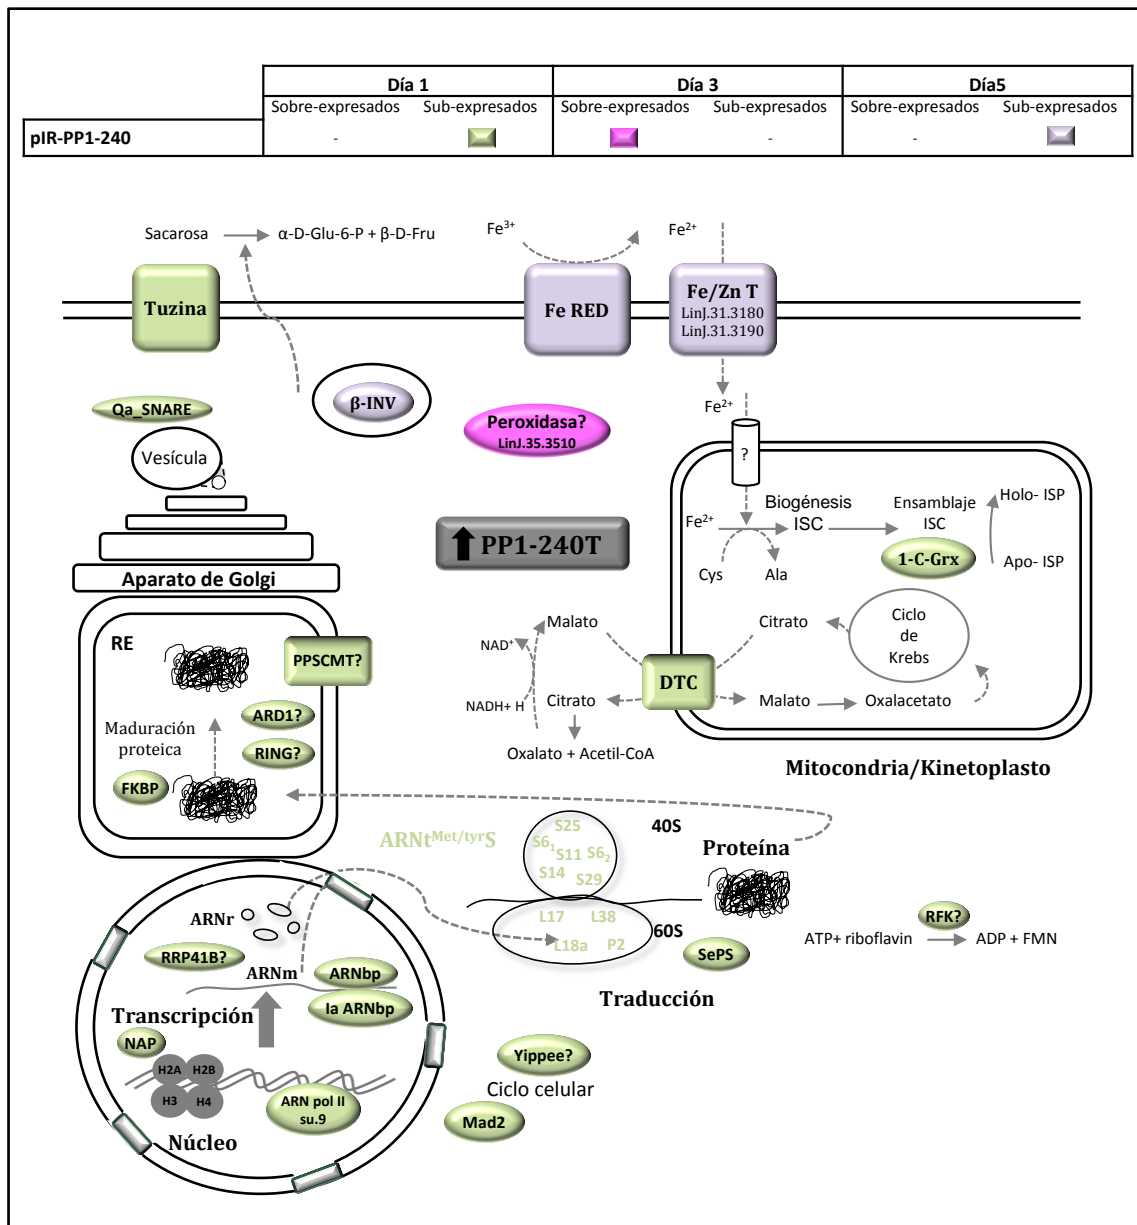 Día 1 Día 3 Día5
Sobre-expresados Sub-expresados Sobre-expresados Sub-expresados Sobre-expresados Sub-expresados
pIR-PP1-240 - - - -
Sacarosa α-D-Glu-6-P + β-D-Fru Fe³⁺ Fe²⁺
Tuzina
Fe RED
Fe/Zn T
LinJ.31.3180
LinJ.31.3190
Qa_SNARE
β-INV
Fe²⁺
Peroxidasa?
LinJ.35.3510
Vesícula
?
Fe²⁺
Biogénesis
ISC
Ensamblaje
ISC
Holo- ISP
PP1-240T
1-C-Grx
Cys Ala
Apo- ISP
Aparato de Golgi
RE
PPSCMT?
ARD1?
Maduración
proteica
RING?
FKBP
NAD⁺
Malato
Citrato
Ciclo
de
Krebs
DTC
NADH+ H
Citrato
Malato
Oxalacetato
Oxalato + Acetil-CoA
Mitocondria/Kinetoplasto
ARNt^Met/tyr S
S25
S6₁
S11
S6₂
S14
S29
40S
Proteína
L17 L38
L18a P2
60S
SePS
Traducción
RFK?
ATP+ riboflavin ADP + FMN
ARNr
RRP41B?
ARNm
ARNbp
la ARNbp
Transcripción
NAP
H2A H2B
H3 H4
ARN pol II
su.9
Núcleo
Yippee?
Ciclo celular
Mad2